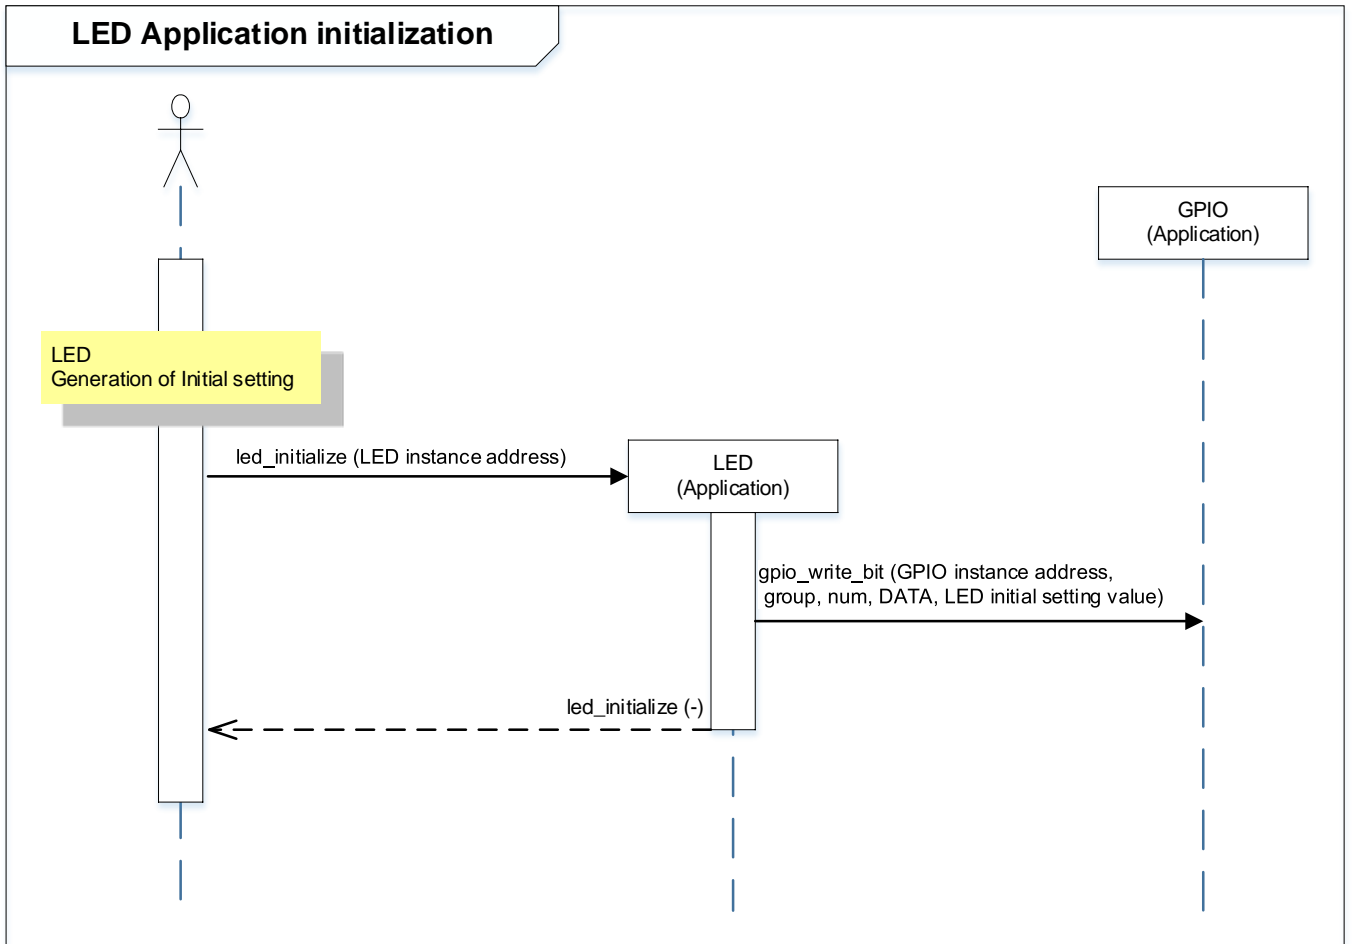 LED Application initialization
GPIO
(Application)
LED
Generation of Initial setting
led_initialize (LED instance address)
LED
(Application)
gpio_write_bit (GPIO instance address,
group, num, DATA, LED initial setting value)
led_initialize (-)